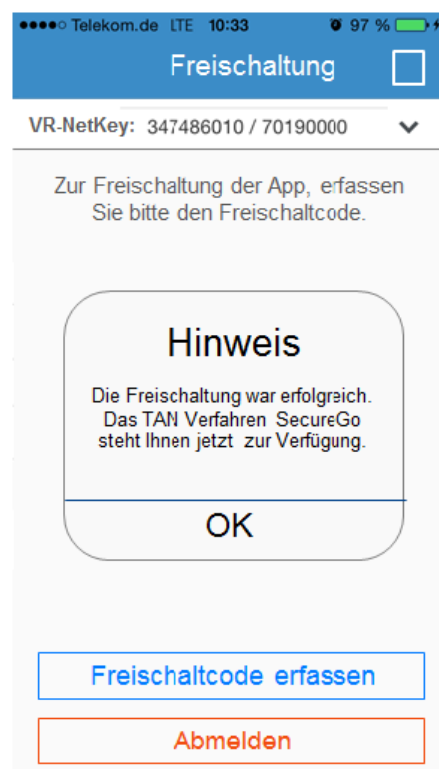 Telekom.de LTE 10:33 97 %
Freischaltung
VR-NetKey: 347486010 / 70190000
Zur Freischaltung der App, erfassen
Sie bitte den Freischaltcode.
Hinweis
Die Freischaltung war erfolgreich.
Das TAN Verfahren SecureGo
steht Ihnen jetzt zur Verfügung.
OK
Freischaltcode erfassen
Abmelden